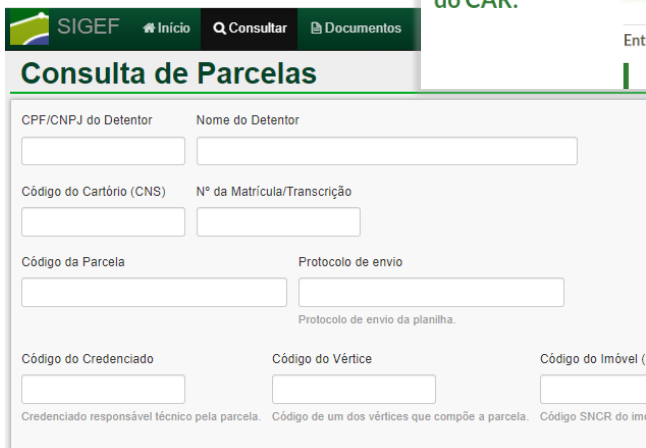 do CAR.
SIGEF Início Consultar Documentos
Ent
Consulta de Parcelas
CPF/CNPJ do Detentor Nome do Detentor
Código do Cartório (CNS) Nº da Matrícula/Transcrição
Código da Parcela Protocolo de envio
Protocolo de envio da planilha.
Código do Credenciado Código do Vértice Código do Imóvel (
Credenciado responsável técnico pela parcela. Código de um dos vértices que compõe a parcela. Código SNCR do imó